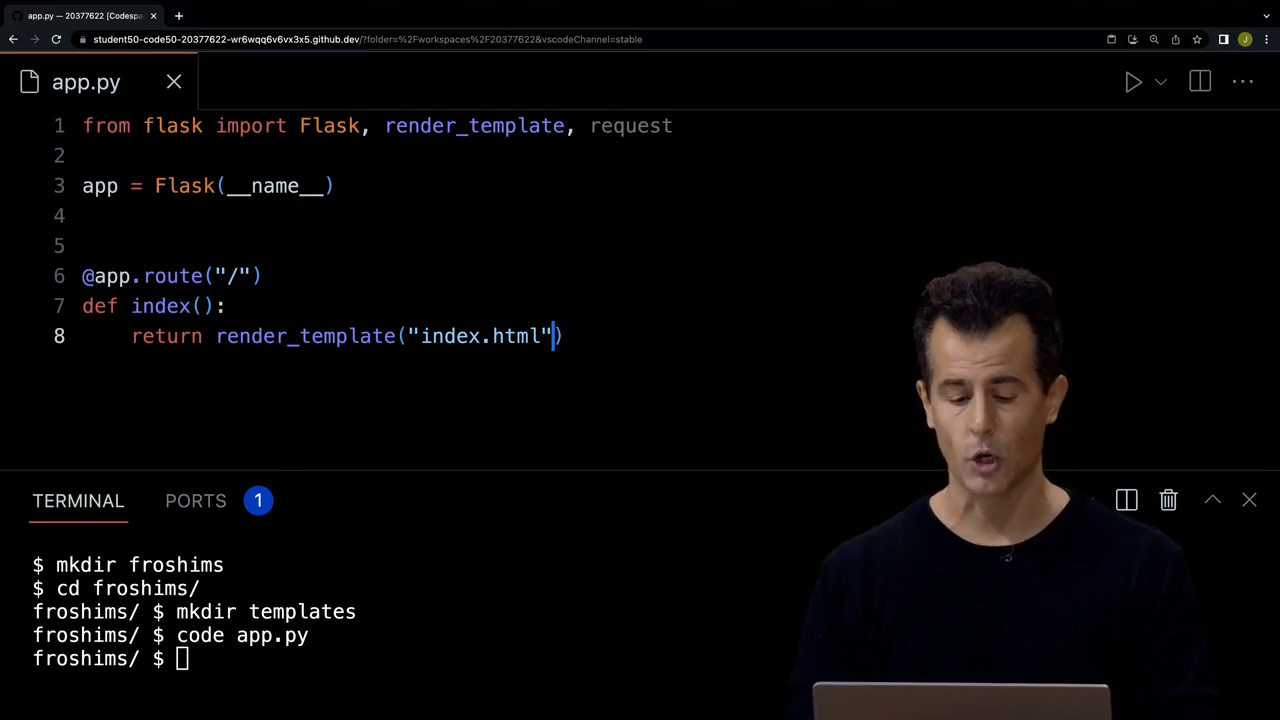 app.py — 20377622 [Codespa
student50-code50-20377622-wr6wqq6v6vx3x5.github.dev/?folder=%2Fworkspaces%2F20377622&vscodeChannel=stable
J
app.py
1 from flask import Flask, render_template, request
2
3 app = Flask(__name__)
4
5
6 @app.route("/")
7 def index():
8 return render_template("index.html")
TERMINAL PORTS 1
$ mkdir froshims
$ cd froshims/
froshims/ $ mkdir templates
froshims/ $ code app.py
froshims/ $